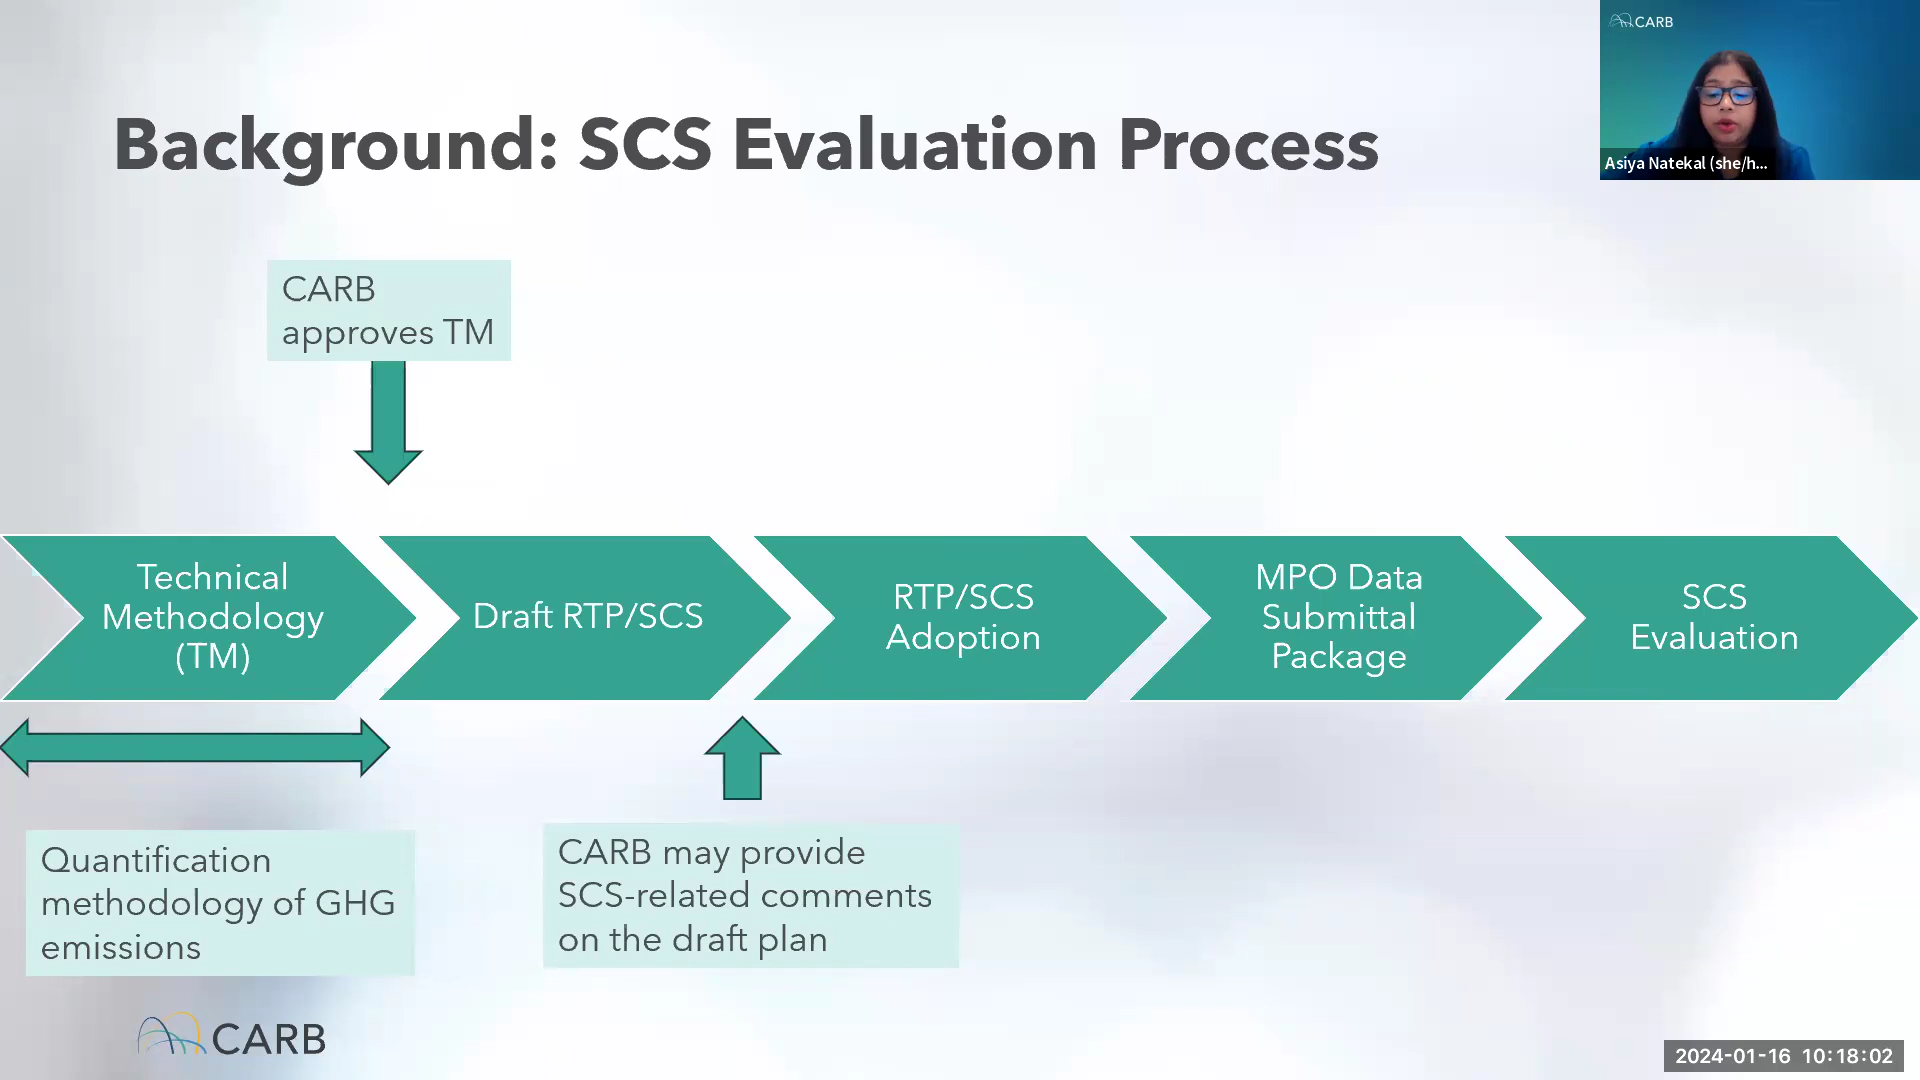 CARB
Asiya Natekal (she/h...
Background: SCS Evaluation Process
CARB
approves TM
Technical
Methodology
(TM)
Draft RTP/SCS
RTP/SCS
Adoption
MPO Data
Submittal
Package
SCS
Evaluation
Quantification
methodology of GHG
emissions
CARB may provide
SCS-related comments
on the draft plan
CARB
2024-01-16 10:18:02